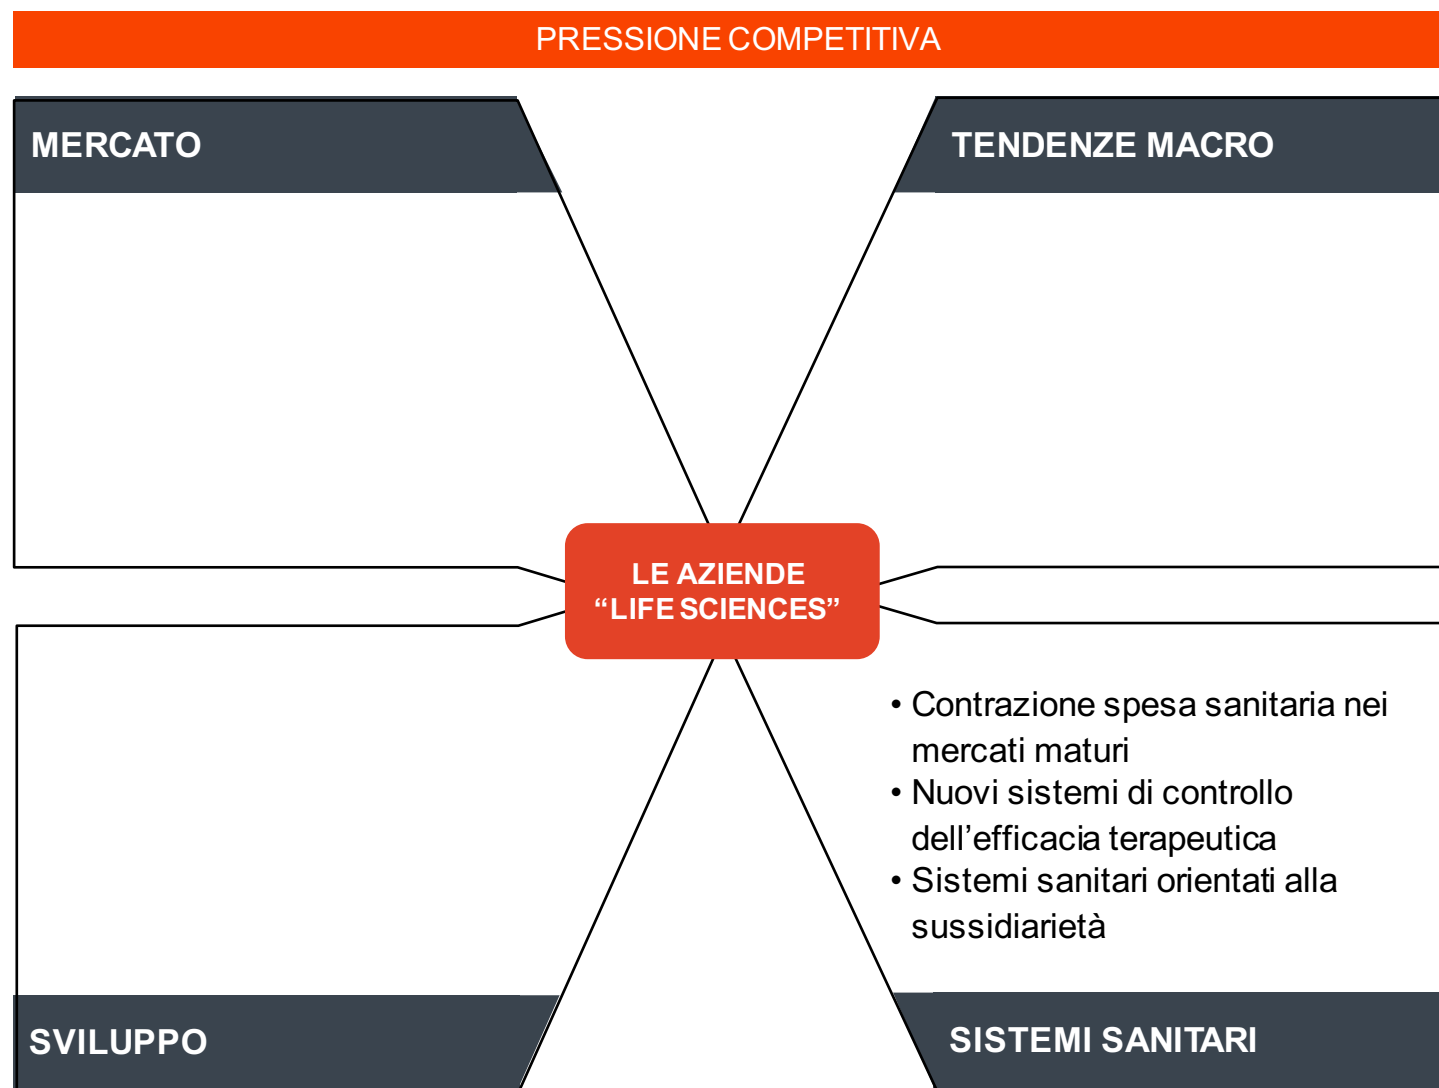 PRESSIONE COMPETITIVA
MERCATO
TENDENZE MACRO
LE AZIENDE
“LIFE SCIENCES”
• Contrazione spesa sanitaria nei
mercati maturi
• Nuovi sistemi di controllo
dell’efficacia terapeutica
• Sistemi sanitari orientati alla
sussidiarietà
SVILUPPO
SISTEMI SANITARI